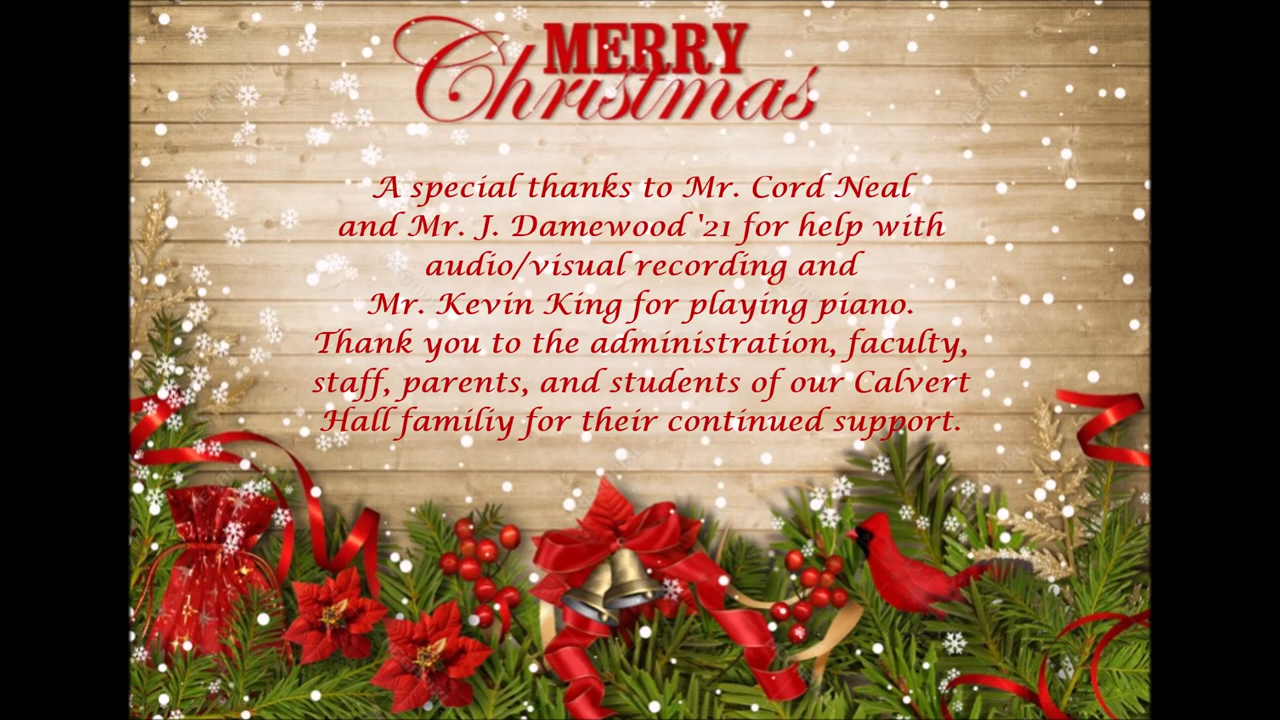 MERRY
Christmas
A special thanks to Mr. Cord Neal
and Mr. J. Damewood '21 for help with
audio/visual recording and
Mr. Kevin King for playing piano.
Thank you to the administration, faculty,
staff, parents, and students of our Calvert
Hall familiy for their continued support.